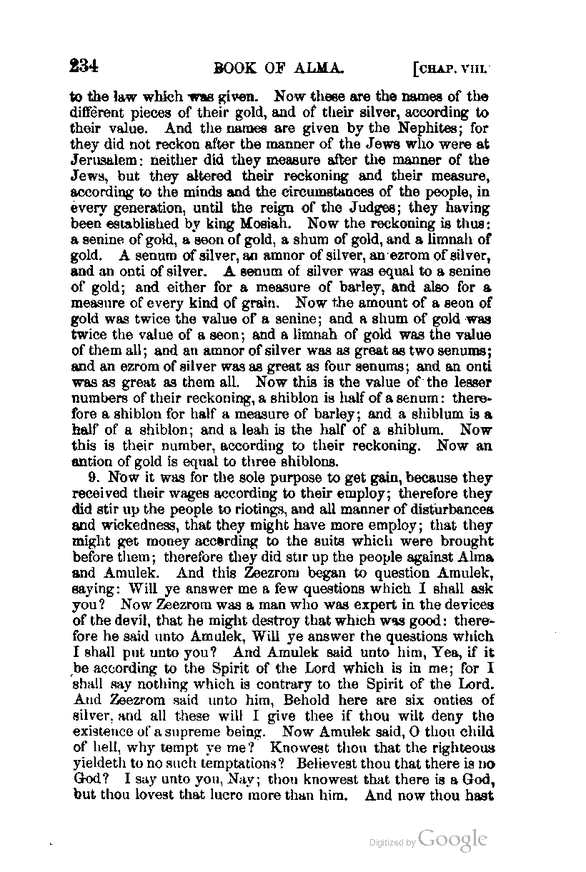 234 BOOK OF ALMA. [CHAP. VIII.
to the law which was given. Now these are the names of the
different pieces of their gold, and of their silver, according to
their value. And the names are given by the Nephites; for
they did not reckon after the manner of the Jews who were at
Jerusalem: neither did they measure after the manner of the
Jews, but they altered their reckoning and their measure,
according to the minds and the circumstances of the people, in
every generation, until the reign of the Judges; they having
been established by king Mosiah. Now the reckoning is thus:
a senine of gold, a seon of gold, a shum of gold, and a limnah of
gold. A senum of silver, an amnor of silver, an ezrom of silver,
and an onti of silver. A senum of silver was equal to a senine
of gold; and either for a measure of barley, and also for a
measure of every kind of grain. Now the amount of a seon of
gold was twice the value of a senine; and a shum of gold was
twice the value of a seon; and a limnah of gold was the value
of them all; and an amnor of silver was as great as two senums;
and an ezrom of silver was as great as four senums; and an onti
was as great as them all. Now this is the value of the lesser
numbers of their reckoning, a shiblon is half of a senum: there-
fore a shiblon for half a measure of barley; and a shiblum is a
half of a shiblon; and a leah is the half of a shiblum. Now
this is their number, according to their reckoning. Now an
antion of gold is equal to three shiblons.
9. Now it was for the sole purpose to get gain, because they
received their wages according to their employ; therefore they
did stir up the people to riotings, and all manner of disturbances
and wickedness, that they might have more employ; that they
might get money according to the suits which were brought
before them; therefore they did stir up the people against Alma
and Amulek. And this Zeezrom began to question Amulek,
saying: Will ye answer me a few questions which I shall ask
you? Now Zeezrom was a man who was expert in the devices
of the devil, that he might destroy that which was good: there-
fore he said unto Amulek, Will ye answer the questions which
I shall put unto you? And Amulek said unto him, Yea, if it
be according to the Spirit of the Lord which is in me; for I
shall say nothing which is contrary to the Spirit of the Lord.
And Zeezrom said unto him, Behold here are six onties of
silver, and all these will I give thee if thou wilt deny the
existence of a supreme being. Now Amulek said, O thou child
of hell, why tempt ye me? Knowest thou that the righteous
yieldeth to no such temptations? Believest thou that there is no
God? I say unto you, Nay; thou knowest that there is a God,
but thou lovest that lucre more than him. And now thou hast
Digitized by Google